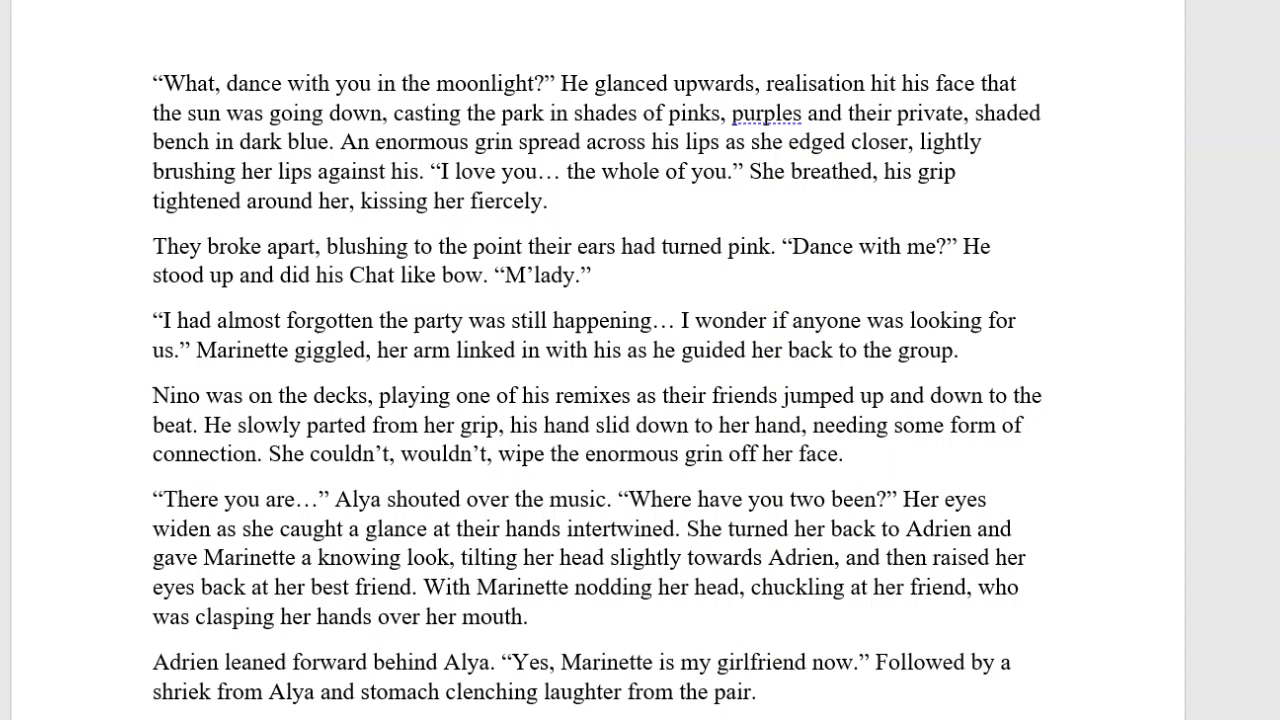 “What, dance with you in the moonlight?” He glanced upwards, realisation hit his face that
the sun was going down, casting the park in shades of pinks, purples and their private, shaded
bench in dark blue. An enormous grin spread across his lips as she edged closer, lightly
brushing her lips against his. “I love you… the whole of you.” She breathed, his grip
tightened around her, kissing her fiercely.
They broke apart, blushing to the point their ears had turned pink. “Dance with me?” He
stood up and did his Chat like bow. “M’lady.”
“I had almost forgotten the party was still happening… I wonder if anyone was looking for
us.” Marinette giggled, her arm linked in with his as he guided her back to the group.
Nino was on the decks, playing one of his remixes as their friends jumped up and down to the
beat. He slowly parted from her grip, his hand slid down to her hand, needing some form of
connection. She couldn’t, wouldn’t, wipe the enormous grin off her face.
“There you are…” Alya shouted over the music. “Where have you two been?” Her eyes
widen as she caught a glance at their hands intertwined. She turned her back to Adrien and
gave Marinette a knowing look, tilting her head slightly towards Adrien, and then raised her
eyes back at her best friend. With Marinette nodding her head, chuckling at her friend, who
was clasping her hands over her mouth.
Adrien leaned forward behind Alya. “Yes, Marinette is my girlfriend now.” Followed by a
shriek from Alya and stomach clenching laughter from the pair.